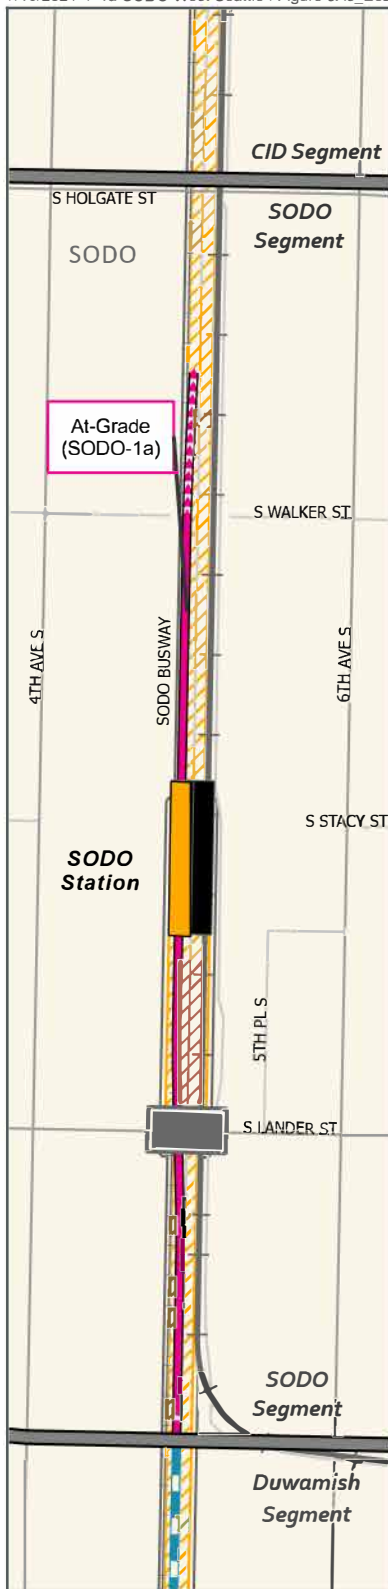 CID Segment
S HOLGATE ST
SODO
Segment
SODO
At-Grade
(SODO-1a)
S WALKER ST
4TH AVE S
SODO BUSWAY
6TH AVE S
S STACY ST
SODO
Station
5TH PL S
S LANDER ST
SODO
Segment
Duwamish
Segment